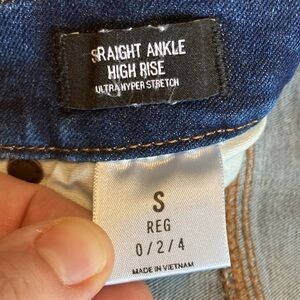 SRAIGHT ANKLE
HIGH RISE
ULTRA HYPER STRETCH
S
REG
0/2/4
MADE IN VIETNAM